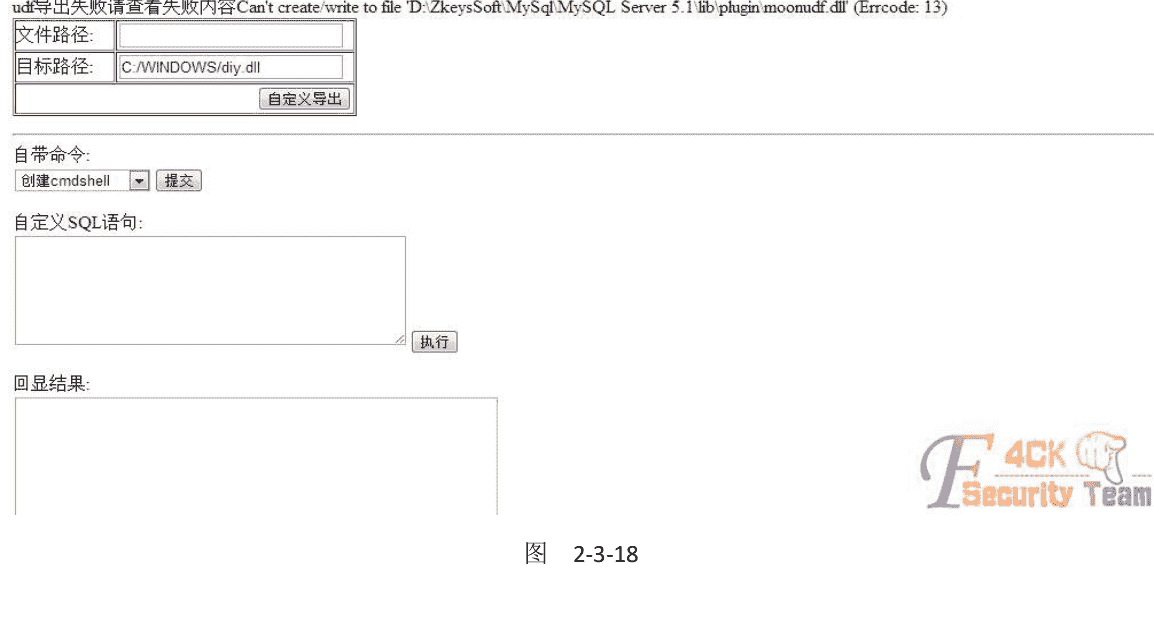 udf导出失败请查看失败内容Can't create/write to file 'D:\ZkeysSoft\MySql\MySQL Server 5.1\lib\plugin\moonudf.dll' (Errcode: 13)
文件路径:
目标路径: C:/WINDOWS/diy.dll
自定义导出
自带命令:
创建cmdshell 提交
自定义SQL语句:
执行
回显结果:
F4CK
Security Team
图 2-3-18